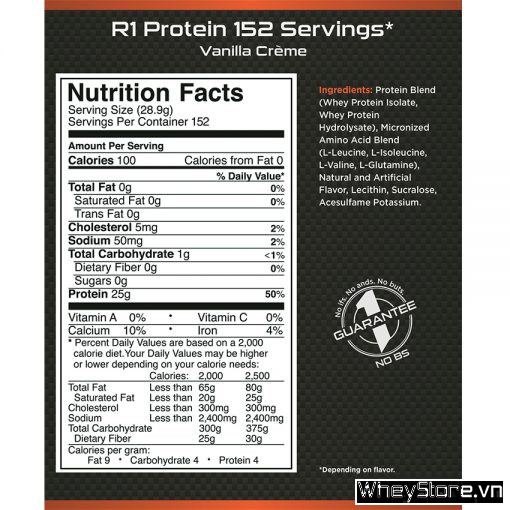 R1 Protein 152 Servings*
Vanilla Crème
Nutrition Facts
Serving Size (28.9g)
Servings Per Container 152
Amount Per Serving
Calories 100 Calories from Fat 0
% Daily Value*
Total Fat 0g 0%
Saturated Fat 0g 0%
Trans Fat 0g
Cholesterol 5mg 2%
Sodium 50mg 2%
Total Carbohydrate 1g <1%
Dietary Fiber 0g 0%
Sugars 0g
Protein 25g 50%
Vitamin A 0% • Vitamin C 0%
Calcium 10% • Iron 4%
* Percent Daily Values are based on a 2,000
calorie diet.Your Daily Values may be higher
or lower depending on your calorie needs:
Calories: 2,000 2,500
Total Fat Less than 65g 80g
Saturated Fat Less than 20g 25g
Cholesterol Less than 300mg 300mg
Sodium Less than 2,400mg 2,400mg
Total Carbohydrate 300g 375g
Dietary Fiber 25g 30g
Calories per gram:
Fat 9 • Carbohydrate 4 • Protein 4
Ingredients: Protein Blend
(Whey Protein Isolate,
Whey Protein
Hydrolysate), Micronized
Amino Acid Blend
(L-Leucine, L-Isoleucine,
L-Valine, L-Glutamine),
Natural and Artificial
Flavor, Lecithin, Sucralose,
Acesulfame Potassium.
No Ifs. No ands. No buts.
1
GUARANTEE
NO BS
*Depending on flavor.
WheyStore.vn